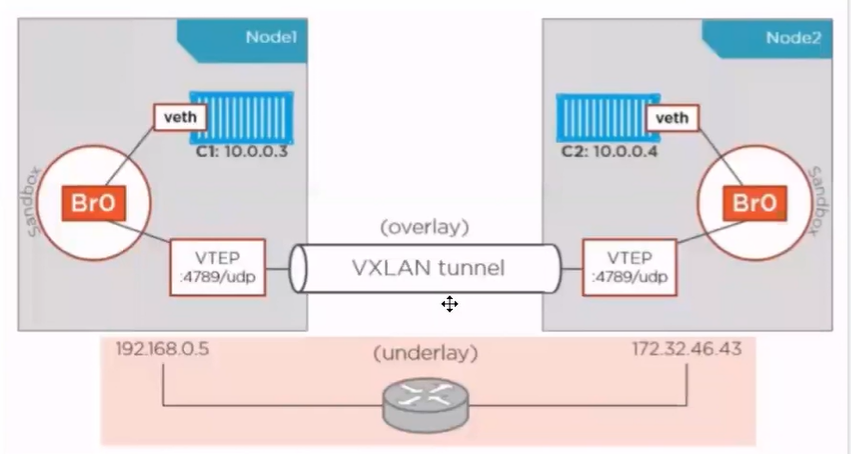 Node1
Node2
veth
veth
C1: 10.0.0.3
C2: 10.0.0.4
Sandbox
Br0
Br0
Sandbox
(overlay)
VTEP
:4789/udp
VXLAN tunnel
VTEP
:4789/udp
192.168.0.5
(underlay)
172.32.46.43